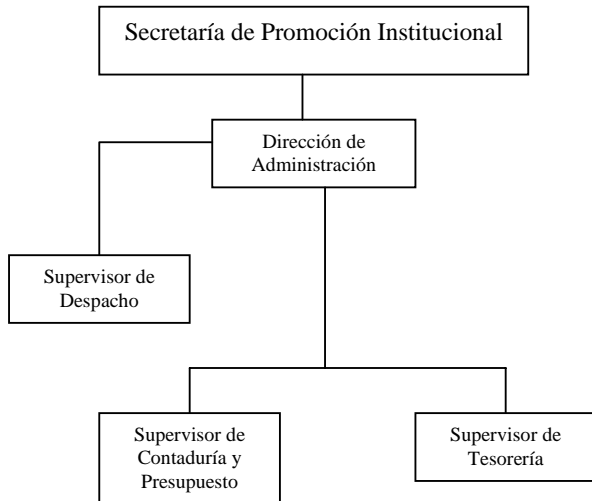 Secretaría de Promoción Institucional
Dirección de
Administración
Supervisor de
Despacho
Supervisor de
Contaduría y
Presupuesto
Supervisor de
Tesorería